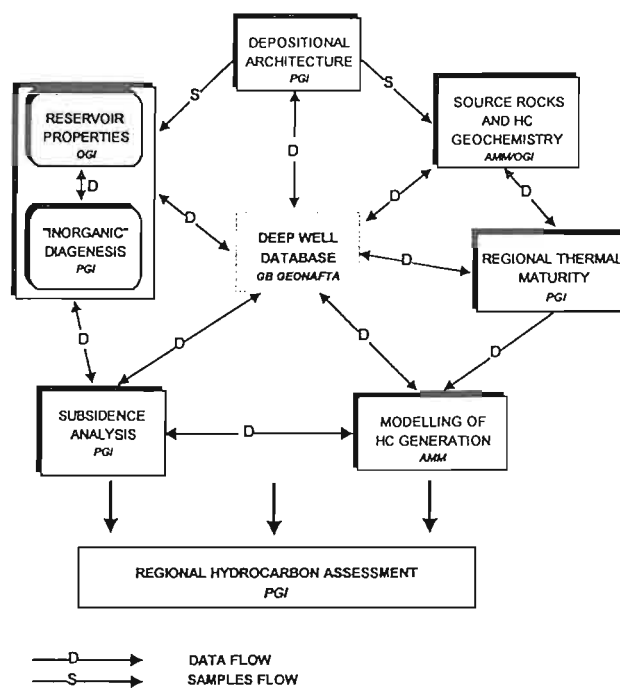 DEPOSITIONAL
ARCHITECTURE
PGI
S
S
RESERVOIR
PROPERTIES
OGI
D
"INORGANIC"
DIAGENESIS
PGI
SOURCE ROCKS
AND HC
GEOCHEMISTRY
AMM/OGI
D
D
D
D
DEEP WELL
DATABASE
GB GEONAFTA
D
REGIONAL THERMAL
MATURITY
PGI
D
D
D
D
SUBSIDENCE
ANALYSIS
PGI
D
MODELLING OF
HC GENERATION
AMM
REGIONAL HYDROCARBON ASSESSMENT
PGI
D DATA FLOW
S SAMPLES FLOW